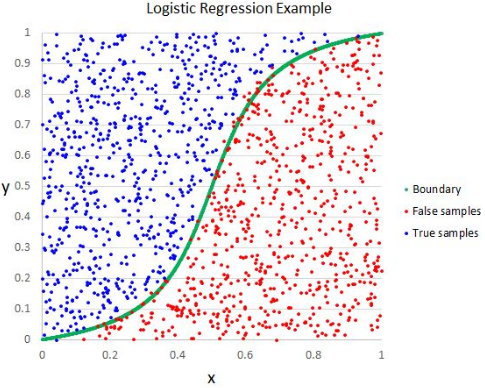 Logistic Regression Example
1
0.9
0.8
0.7
0.6
y
0.5
0.4
0.3
0.2
0.1
0
0 0.2 0.4 0.6 0.8 1
x
Boundary
False samples
True samples